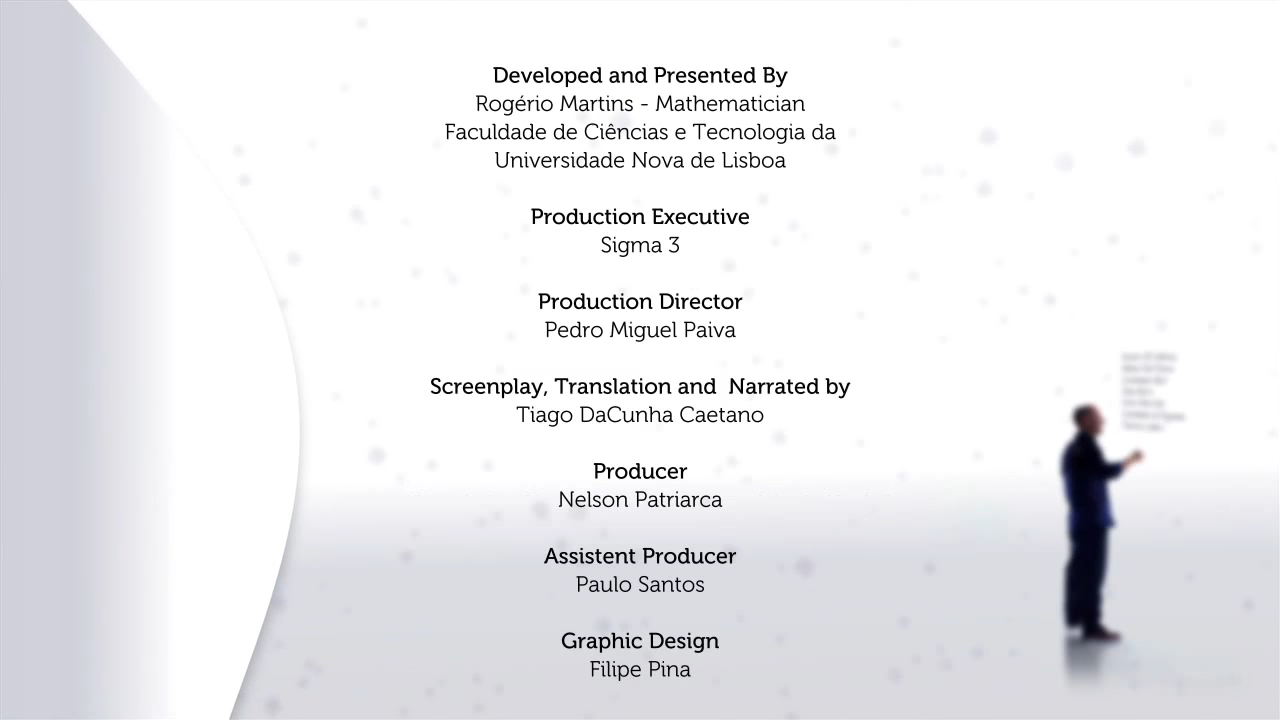 Developed and Presented By
Rogério Martins - Mathematician
Faculdade de Ciências e Tecnologia da
Universidade Nova de Lisboa
Production Executive
Sigma 3
Production Director
Pedro Miguel Paiva
Screenplay, Translation and  Narrated by
Tiago DaCunha Caetano
Producer
Nelson Patriarca
Assistent Producer
Paulo Santos
Graphic Design
Filipe Pina